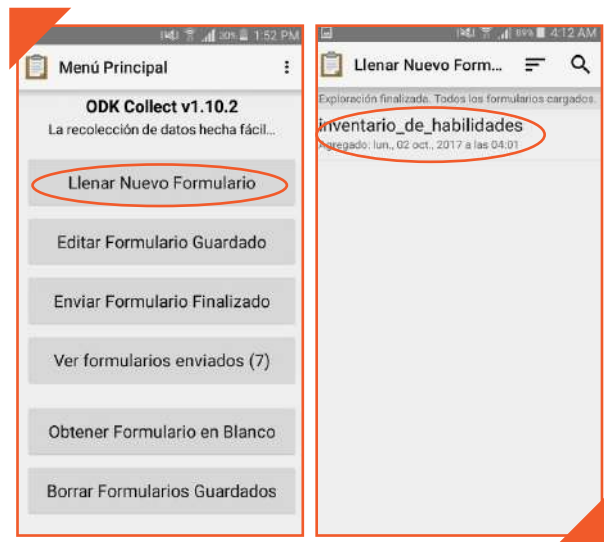 30% 1:52 PM
Menú Principal
ODK Collect v1.10.2
La recolección de datos hecha fácil...
Llenar Nuevo Formulario
Editar Formulario Guardado
Enviar Formulario Finalizado
Ver formularios enviados (7)
Obtener Formulario en Blanco
Borrar Formularios Guardados
89% 4:12 AM
Llenar Nuevo Form...
Exploración finalizada. Todos los formularios cargados.
inventario_de_habilidades
Agregado: lun., 02 oct., 2017 a las 04:01